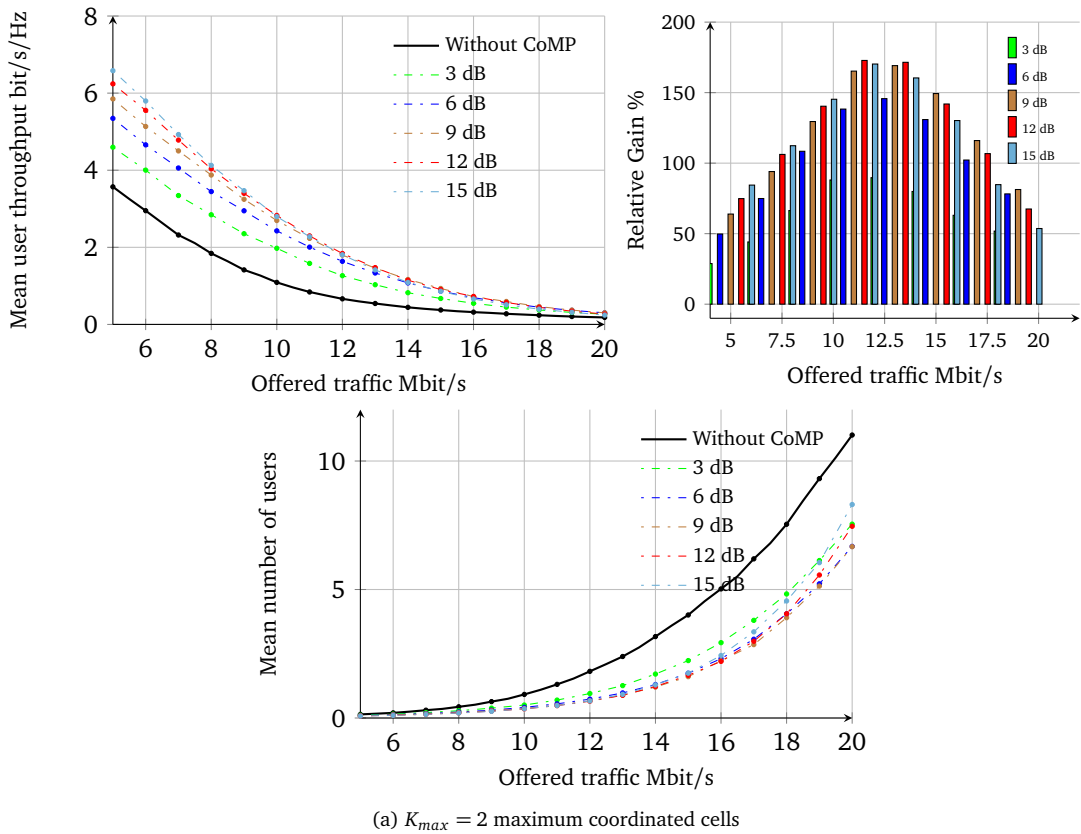 Mean user throughput bit/s/Hz
8
6
4
2
0
6 8 10 12 14 16 18 20
Offered traffic Mbit/s
Without CoMP
3 dB
6 dB
9 dB
12 dB
15 dB
Relative Gain %
200
150
100
50
0
5 7.5 10 12.5 15 17.5 20
Offered traffic Mbit/s
3 dB
6 dB
9 dB
12 dB
15 dB
Mean number of users
10
5
0
6 8 10 12 14 16 18 20
Offered traffic Mbit/s
Without CoMP
3 dB
6 dB
9 dB
12 dB
15 dB
(a) K_max = 2 maximum coordinated cells